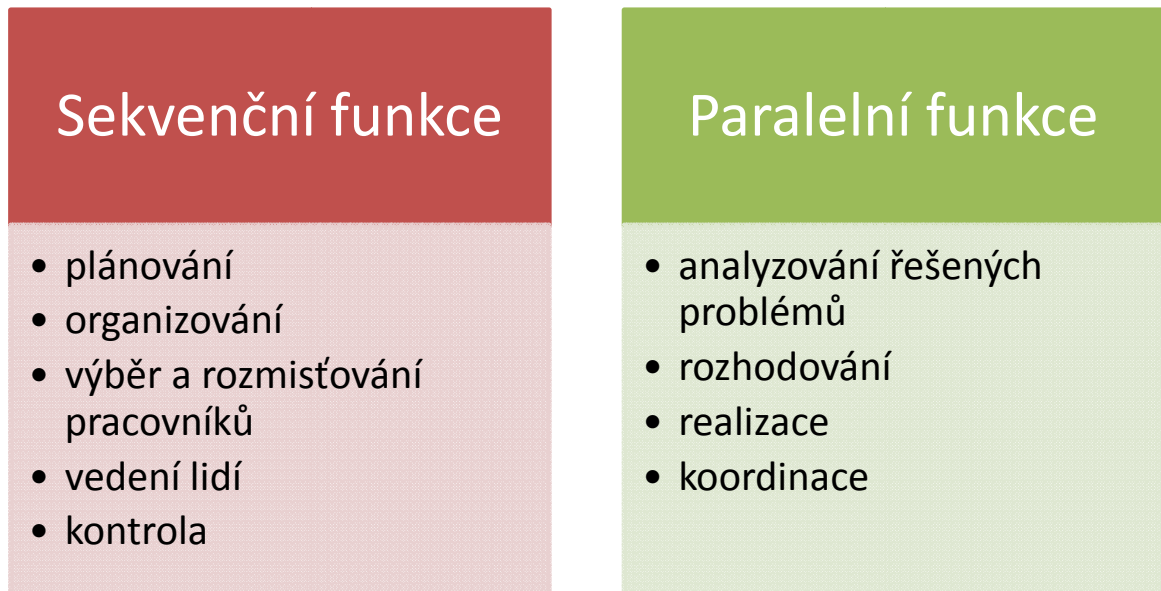 Sekvenční funkce
• plánování
• organizování
• výběr a rozmisťování
pracovníků
• vedení lidí
• kontrola
Paralelní funkce
• analyzování řešených
problémů
• rozhodování
• realizace
• koordinace